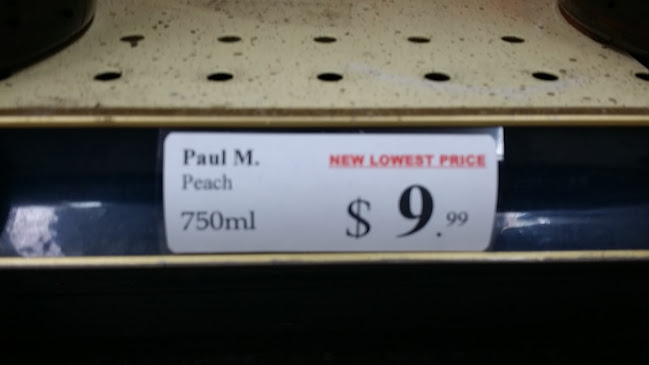 Paul M.
NEW LOWEST PRICE
Peach
750ml
$ 9.99